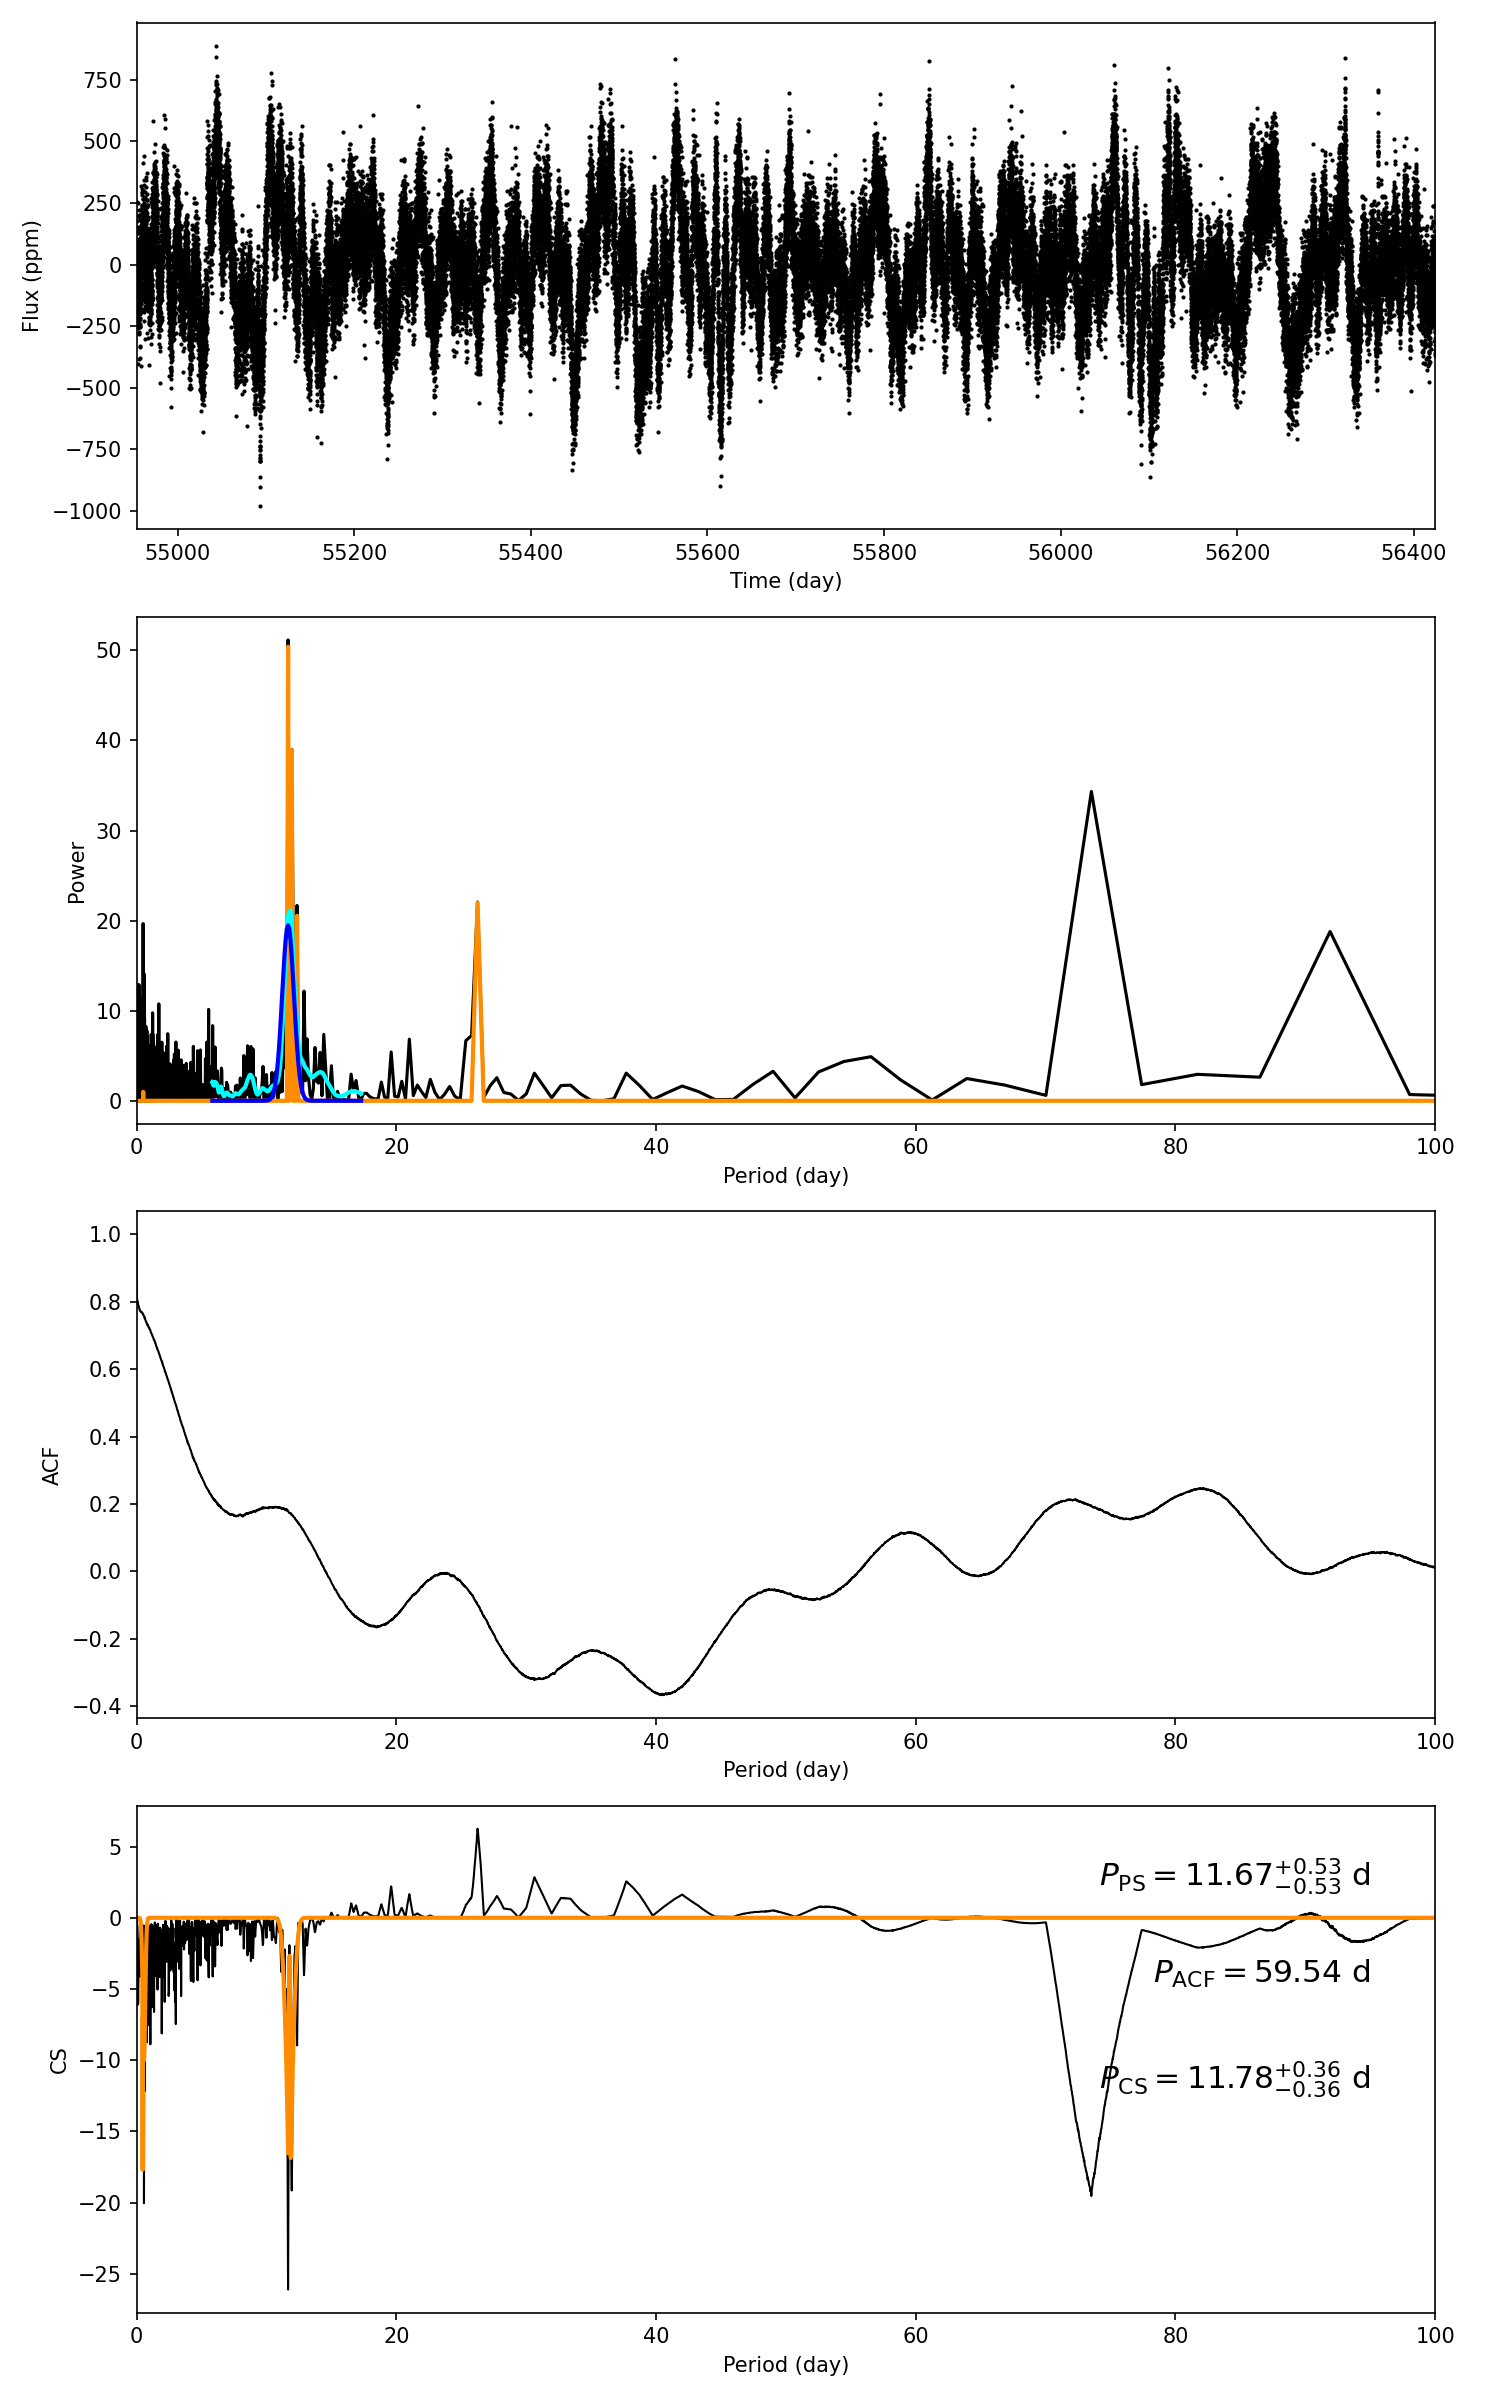 750
500
250
0
−250
−500
−750
−1000
Flux (ppm)
55000 55200 55400 55600 55800 56000 56200 56400
Time (day)
50
40
30
20
10
0
Power
0 20 40 60 80 100
Period (day)
1.0
0.8
0.6
0.4
0.2
0.0
−0.2
−0.4
ACF
0 20 40 60 80 100
Period (day)
5
0
−5
−10
−15
−20
−25
CS
P_PS = 11.67^{+0.53}_{−0.53} d
P_ACF = 59.54 d
P_CS = 11.78^{+0.36}_{−0.36} d
0 20 40 60 80 100
Period (day)